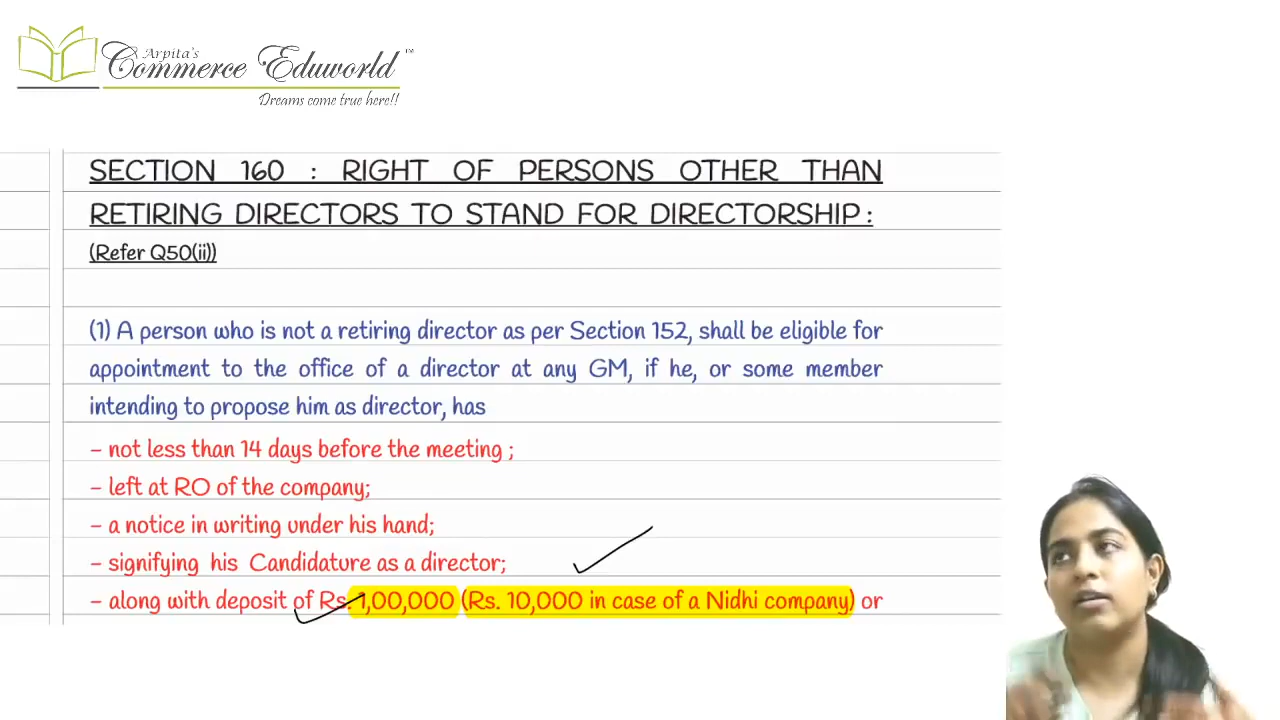 Arpita's
Commerce Eduworld™
Dreams come true here!!
SECTION 160 : RIGHT OF PERSONS OTHER THAN
RETIRING DIRECTORS TO STAND FOR DIRECTORSHIP :
(Refer Q50(ii))
(1) A person who is not a retiring director as per Section 152, shall be eligible for
appointment to the office of a director at any GM, if he, or some member
intending to propose him as director, has
– not less than 14 days before the meeting ;
– left at RO of the company;
– a notice in writing under his hand;
– signifying his Candidature as a director;
– along with deposit of Rs. 1,00,000 (Rs. 10,000 in case of a Nidhi company) or